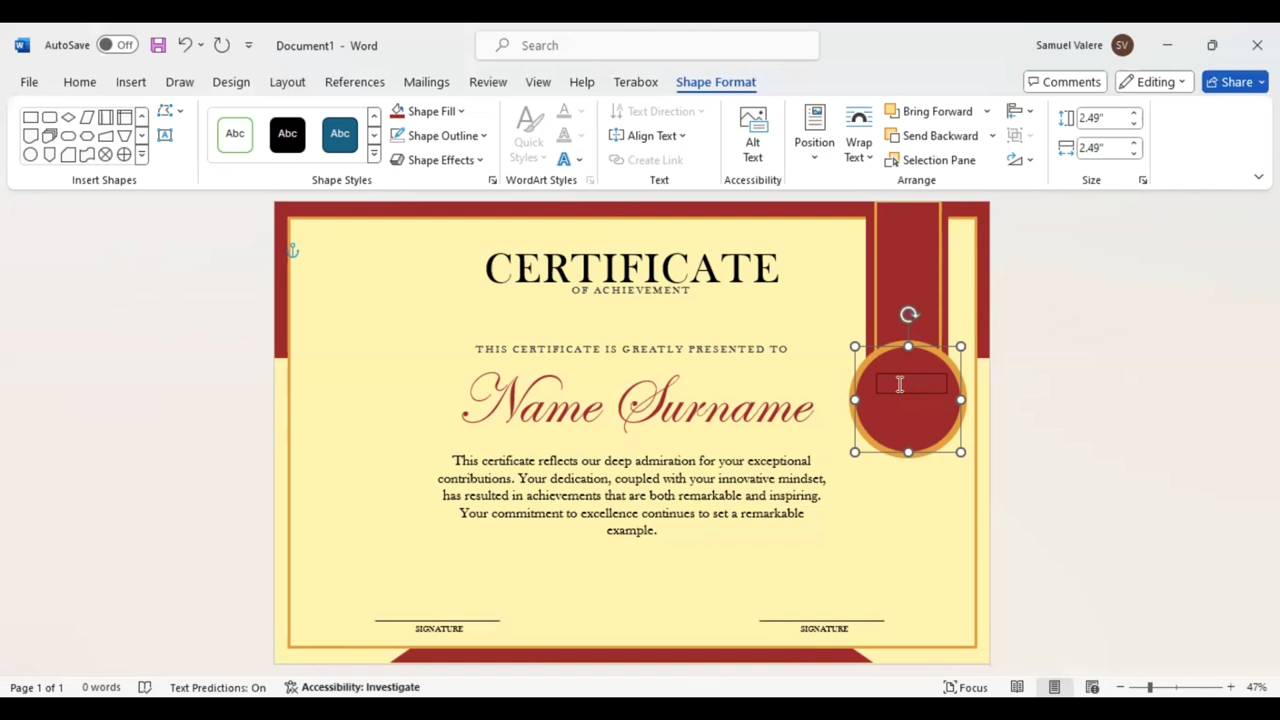 AutoSave Off Document1 - Word Search Samuel Valere SV
File Home Insert Draw Design Layout References Mailings Review View Help Terabox Shape Format Comments Editing Share
Abc Abc Abc Shape Fill Quick Styles Text Direction Alt Text Position Wrap Text Bring Forward 2.49"
Shape Outline Align Text Send Backward
Shape Effects Create Link Selection Pane 2.49"
Insert Shapes Shape Styles WordArt Styles Text Accessibility Arrange Size
CERTIFICATE
OF ACHIEVEMENT
THIS CERTIFICATE IS GREATLY PRESENTED TO
Name Surname
This certificate reflects our deep admiration for your exceptional
contributions. Your dedication, coupled with your innovative mindset,
has resulted in achievements that are both remarkable and inspiring.
Your commitment to excellence continues to set a remarkable
example.
SIGNATURE SIGNATURE
Page 1 of 1 0 words Text Predictions: On Accessibility: Investigate Focus 47%